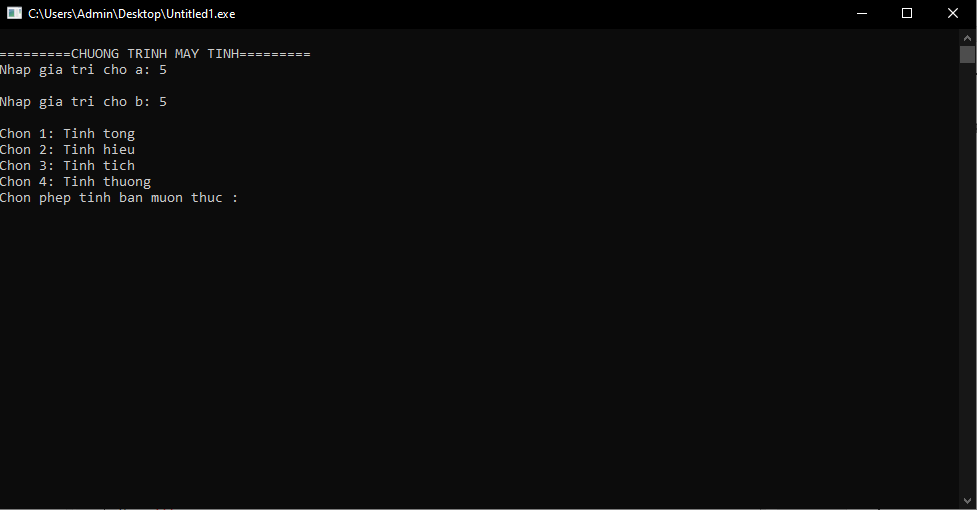 C:\Users\Admin\Desktop\Untitled1.exe
=========CHUONG TRINH MAY TINH=========
Nhap gia tri cho a: 5
Nhap gia tri cho b: 5
Chon 1: Tinh tong
Chon 2: Tinh hieu
Chon 3: Tinh tich
Chon 4: Tinh thuong
Chon phep tinh ban muon thuc :